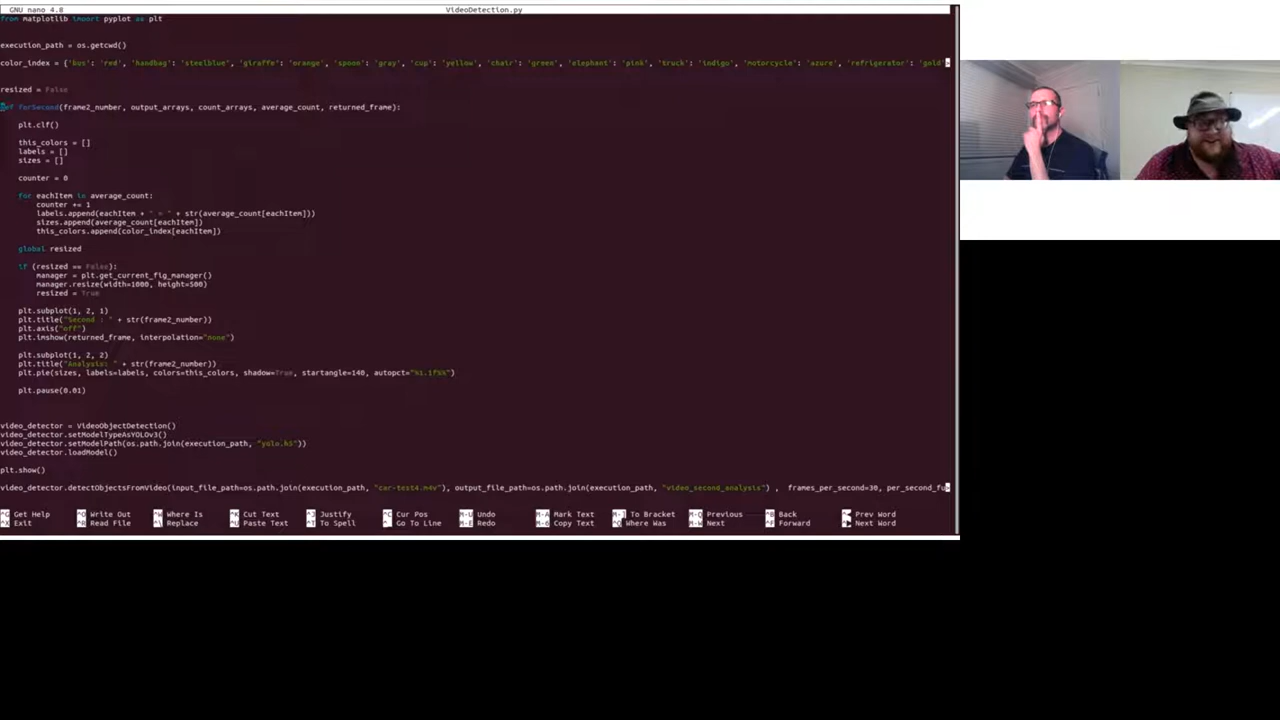 GNU nano 4.8 VideoDetection.py
from matplotlib import pyplot as plt
execution_path = os.getcwd()
color_index = {'bus': 'red', 'handbag': 'steelblue', 'giraffe': 'orange', 'spoon': 'gray', 'cup': 'yellow', 'chair': 'green', 'elephant': 'pink', 'truck': 'indigo', 'motorcycle': 'azure', 'refrigerator': 'gold'>
resized = False
def forSecond(frame2_number, output_arrays, count_arrays, average_count, returned_frame):
plt.clf()
this_colors = []
labels = []
sizes = []
counter = 0
for eachItem in average_count:
counter += 1
labels.append(eachItem + " = " + str(average_count[eachItem]))
sizes.append(average_count[eachItem])
this_colors.append(color_index[eachItem])
global resized
if (resized == False):
manager = plt.get_current_fig_manager()
manager.resize(width=1000, height=500)
resized = True
plt.subplot(1, 2, 1)
plt.title("Second : " + str(frame2_number))
plt.axis("off")
plt.imshow(returned_frame, interpolation="none")
plt.subplot(1, 2, 2)
plt.title("Analysis: " + str(frame2_number))
plt.pie(sizes, labels=labels, colors=this_colors, shadow=True, startangle=140, autopct="%1.1f%%")
plt.pause(0.01)
video_detector = VideoObjectDetection()
video_detector.setModelTypeAsYOLOv3()
video_detector.setModelPath(os.path.join(execution_path, "yolo.h5"))
video_detector.loadModel()
plt.show()
video_detector.detectObjectsFromVideo(input_file_path=os.path.join(execution_path, "car-test4.m4v"), output_file_path=os.path.join(execution_path, "video_second_analysis") , frames_per_second=30, per_second_fu>
^G Get Help ^O Write Out ^W Where Is ^K Cut Text ^J Justify ^C Cur Pos M-U Undo M-A Mark Text M-] To Bracket M-Q Previous ^B Back Prev Word
^X Exit ^R Read File ^\ Replace ^U Paste Text ^T To Spell ^_ Go To Line M-E Redo M-6 Copy Text ^Q Where Was M-W Next ^F Forward Next Word